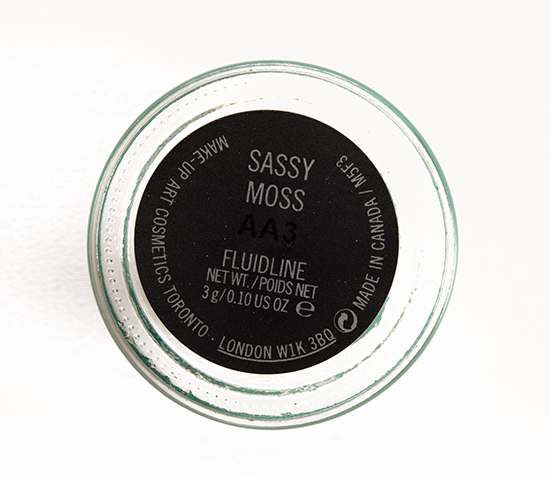 SASSY
MOSS
AA3
FLUIDLINE
NET WT./POIDS NET
3 g/0.10 US OZ e
MAKE-UP ART COSMETICS TORONTO · LONDON W1K 3BQ
MADE IN CANADA / M5F3